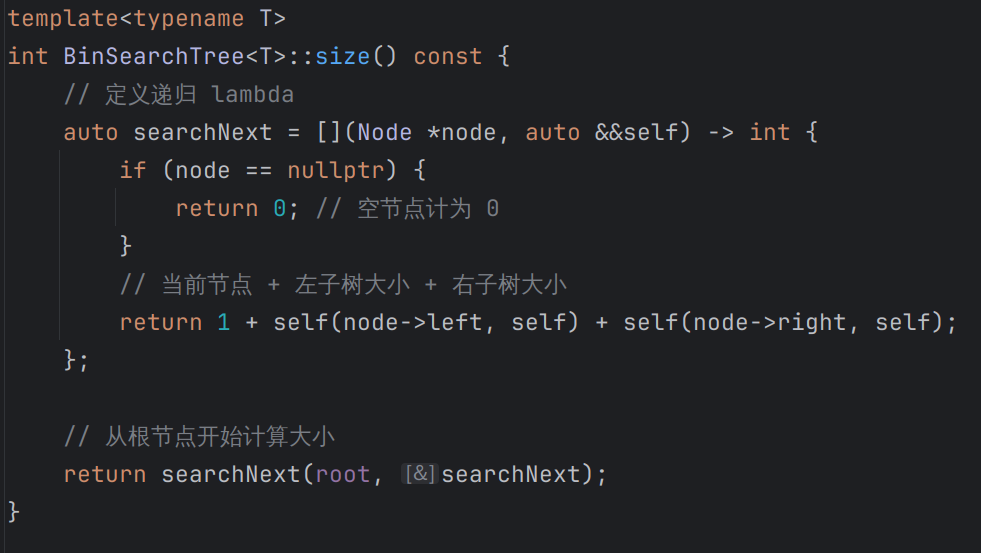 template<typename T>
int BinSearchTree<T>::size() const {
    // 定义递归 lambda
    auto searchNext = [](Node *node, auto &&self) -> int {
        if (node == nullptr) {
            return 0; // 空节点计为 0
        }
        // 当前节点 + 左子树大小 + 右子树大小
        return 1 + self(node->left, self) + self(node->right, self);
    };
    // 从根节点开始计算大小
    return searchNext(root, [&]searchNext);
}